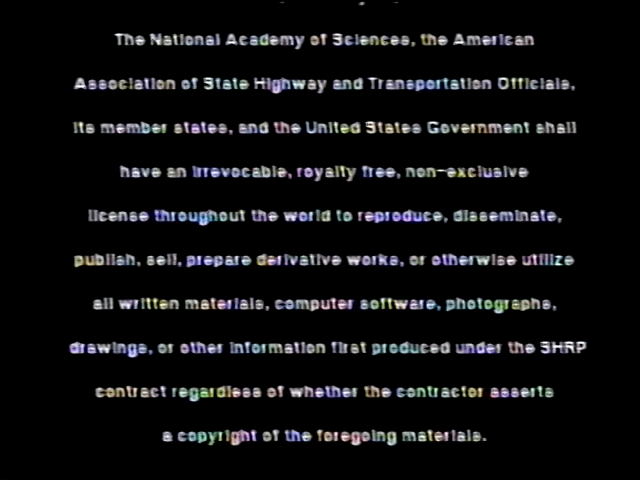 The National Academy of Sciences, the American
Association of State Highway and Transportation Officials,
its member states, and the United States Government shall
have an irrevocable, royalty free, non-exclusive
license throughout the world to reproduce, disseminate,
publish, sell, prepare derivative works, or otherwise utilize
all written materials, computer software, photographs,
drawings, or other information first produced under the SHRP
contract regardless of whether the contractor asserts
a copyright of the foregoing materials.